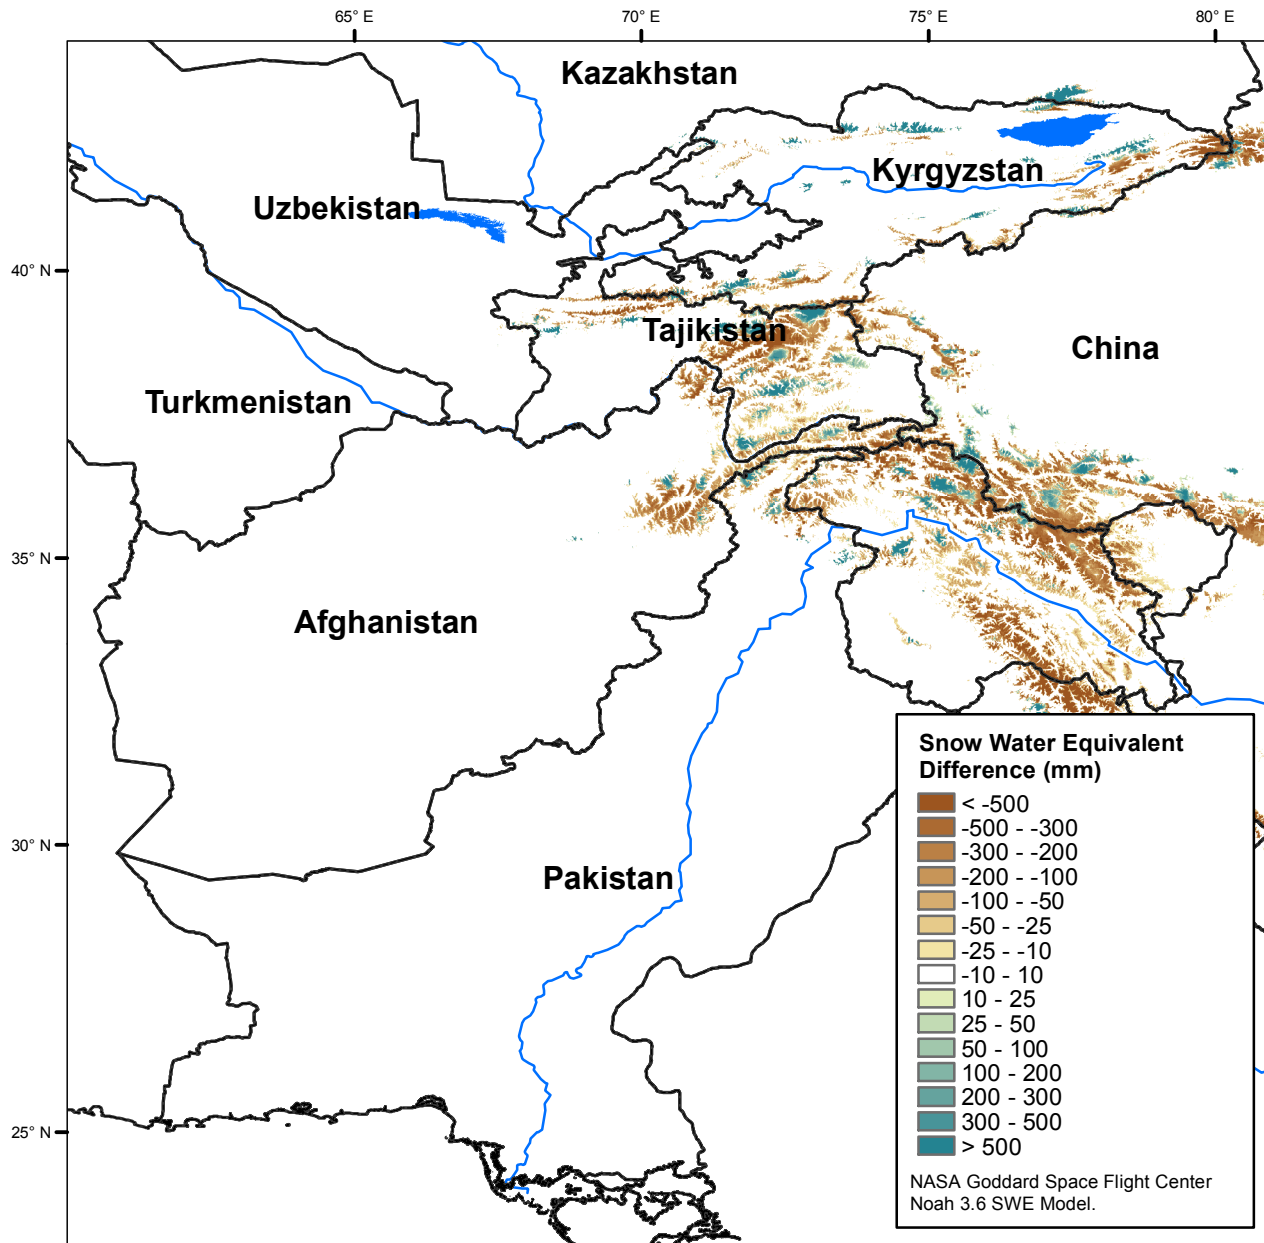 65° E
70° E
75° E
80° E
Kazakhstan
Kyrgyzstan
Uzbekistan
40° N
Tajikistan
China
Turkmenistan
35° N
Afghanistan
30° N
Pakistan
25° N
Snow Water Equivalent
Difference (mm)
< -500
-500 - -300
-300 - -200
-200 - -100
-100 - -50
-50 - -25
-25 - -10
-10 - 10
10 - 25
25 - 50
50 - 100
100 - 200
200 - 300
300 - 500
> 500
NASA Goddard Space Flight Center
Noah 3.6 SWE Model.